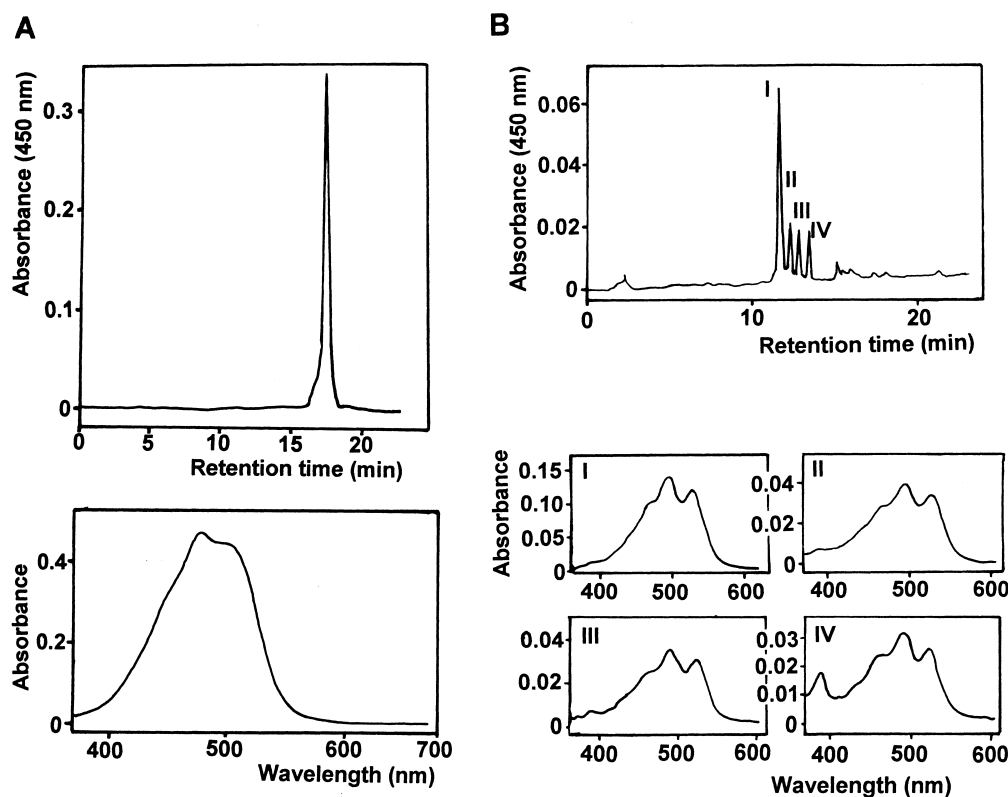 A
Absorbance (450 nm)
0.3
0.2
0.1
0
0 5 10 15 20
Retention time (min)
Absorbance
0.4
0.2
0
400 500 600 700
Wavelength (nm)
B
Absorbance (450 nm)
0.06
0.04
0.02
0
I
II
III
IV
0 10 20
Retention time (min)
Absorbance
I
0.15
0.10
0.05
0
400 500 600
II
0.04
0.02
0
400 500 600
III
0.04
0.02
0
400 500 600
IV
0.03
0.02
0.01
0
400 500 600
Wavelength (nm)